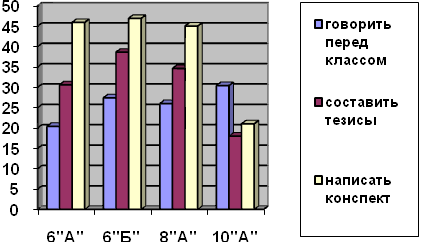 50
45
40
35
30
25
20
15
10
5
0
6"А"
6"Б"
8"А"
10"А"
говорить
перед
классом
составить
тезисы
написать
конспект